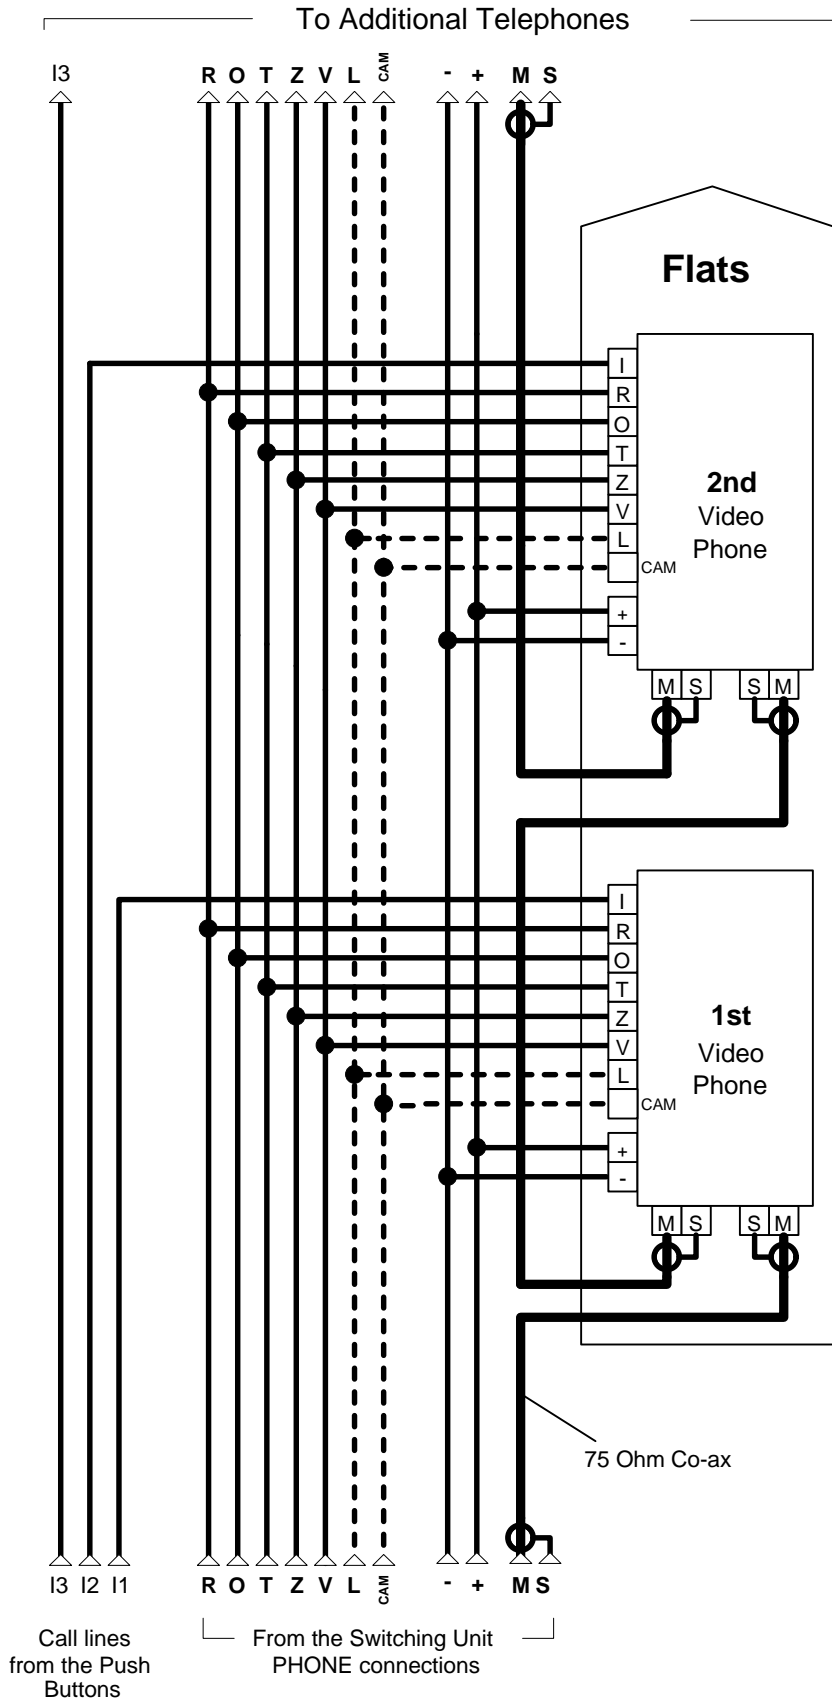 To Additional Telephones
I3 R O T Z V L CAM - + M S
Flats
I
R
O
T
Z
V
L
CAM
+
-
2nd
Video
Phone
M S S M
I
R
O
T
Z
V
L
CAM
+
-
1st
Video
Phone
M S S M
75 Ohm Co-ax
I3 I2 I1 R O T Z V L CAM - + M S
Call lines
from the Push
Buttons
From the Switching Unit
PHONE connections